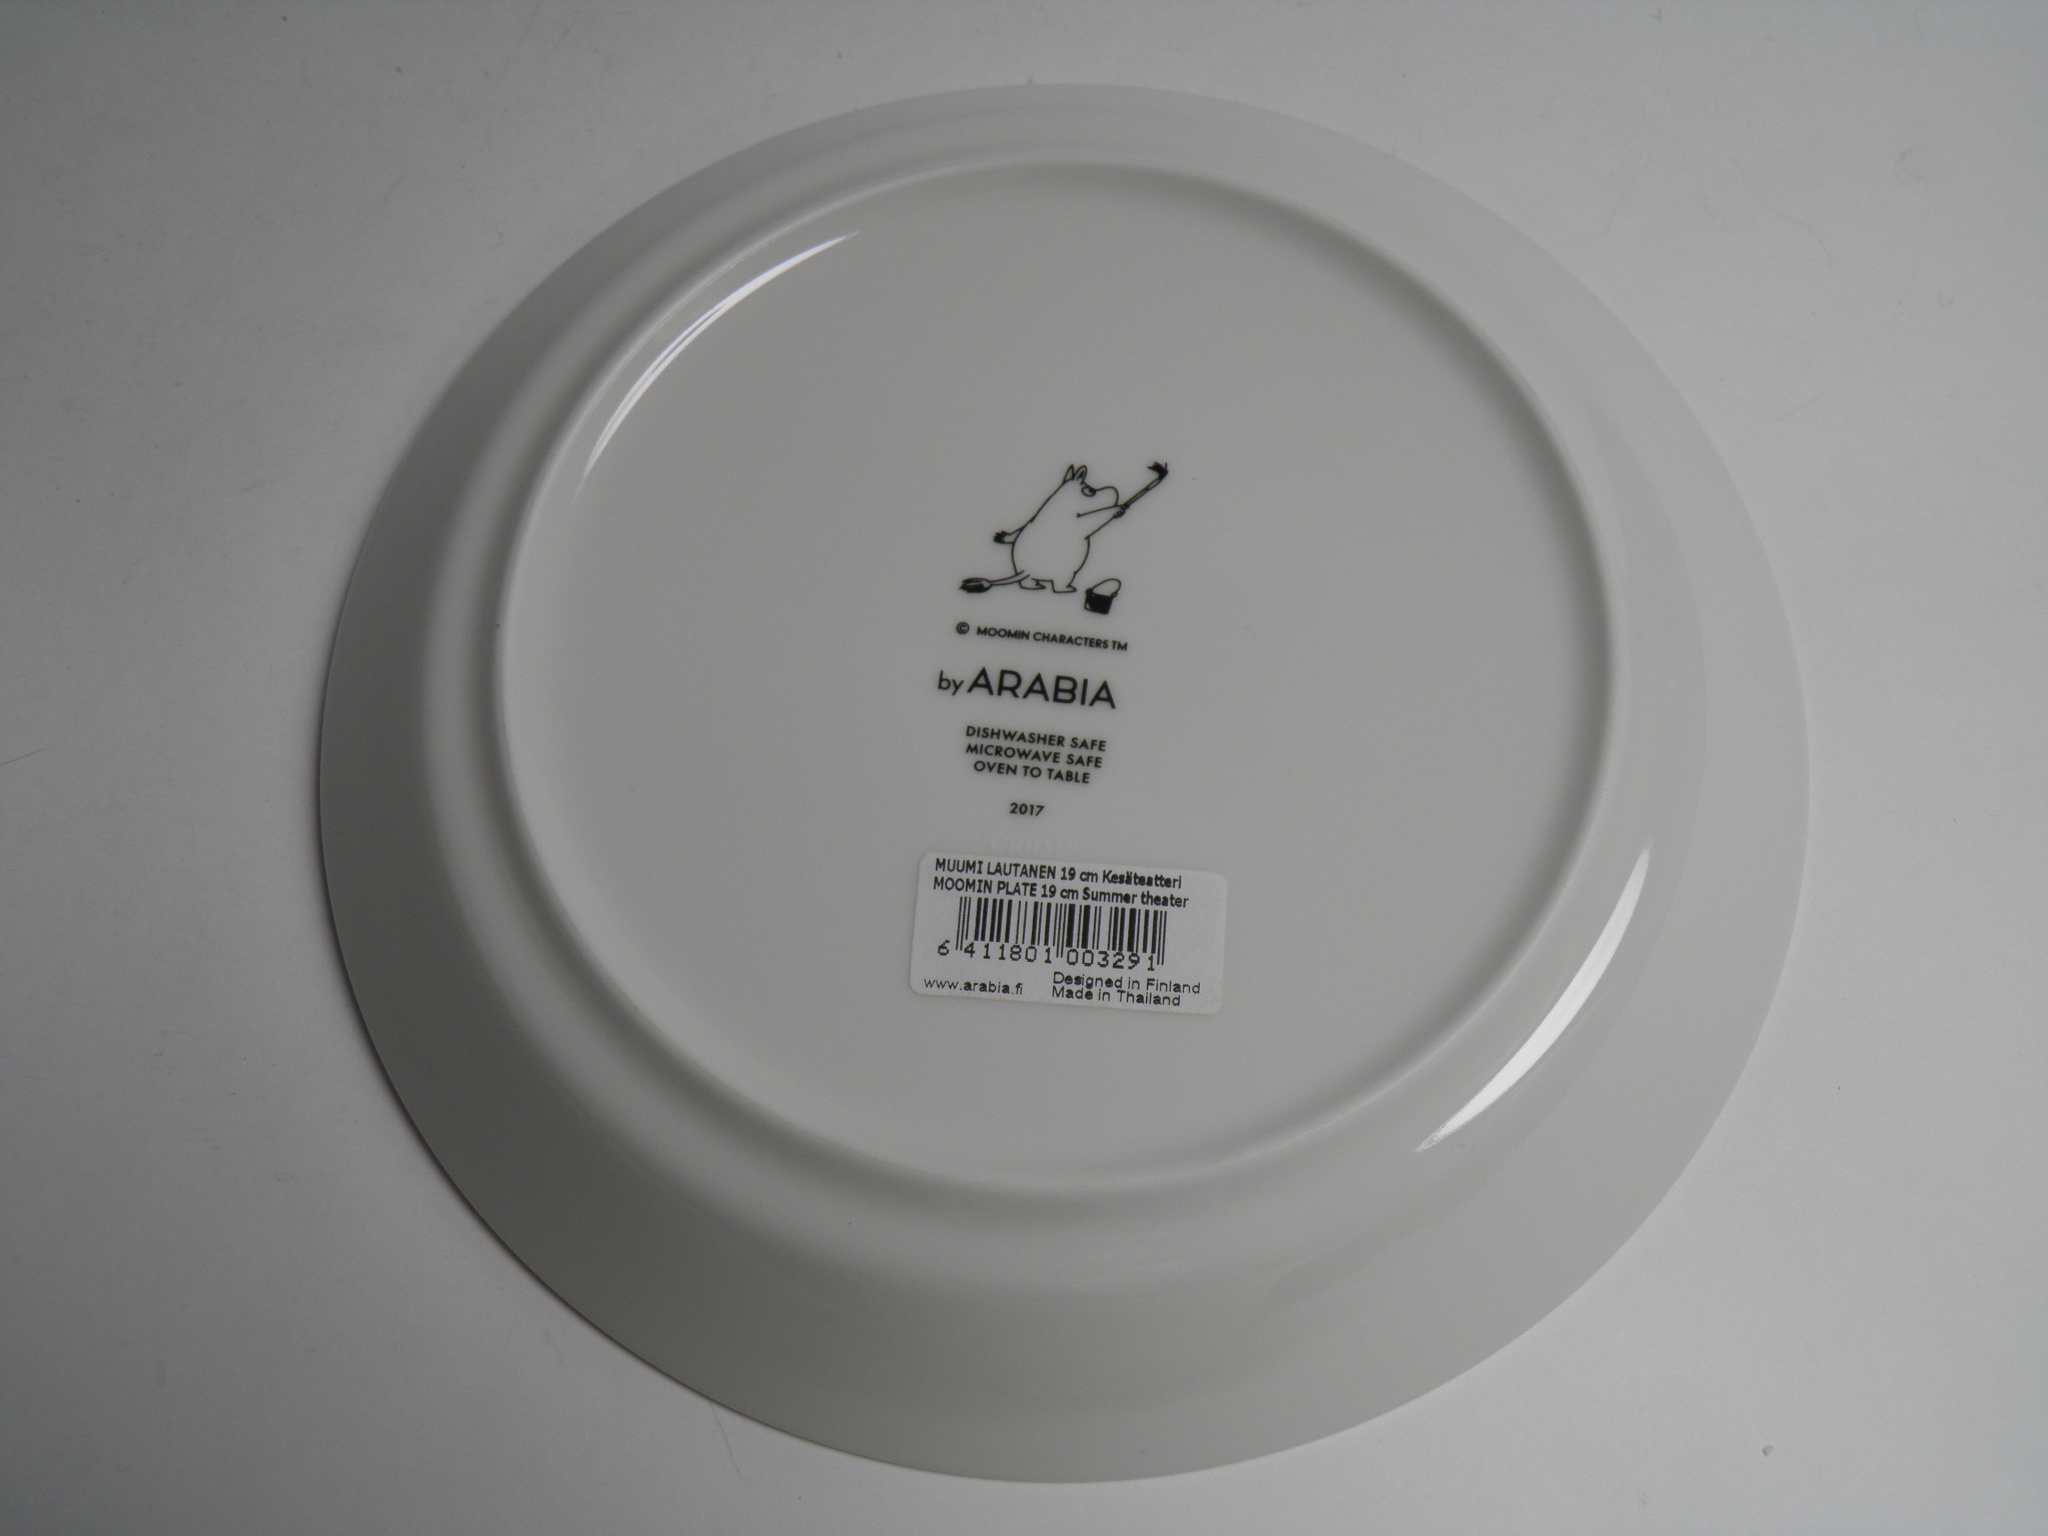 © MOOMIN CHARACTERS TM
by ARABIA
DISHWASHER SAFE
MICROWAVE SAFE
OVEN TO TABLE
2017
MUUMI LAUTANEN 19 cm Kesäteatteri
MOOMIN PLATE 19 cm Summer theater
6 411801 003291
www.arabia.fi
Designed in Finland
Made in Thailand